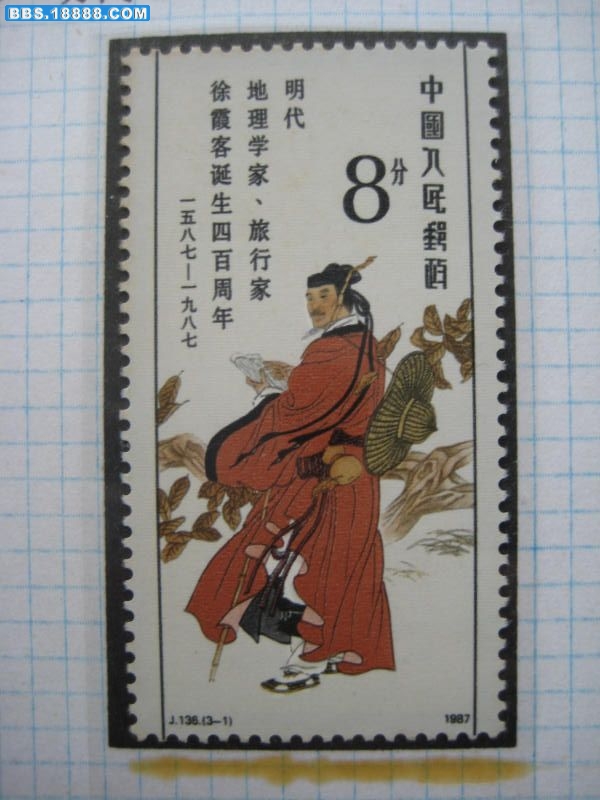 BBS.18888.COM
中國人民郵政
8分
明代
地理学家、旅行家
徐霞客诞生四百周年
一五八七—一九八七
J.136.(3-1)
1987